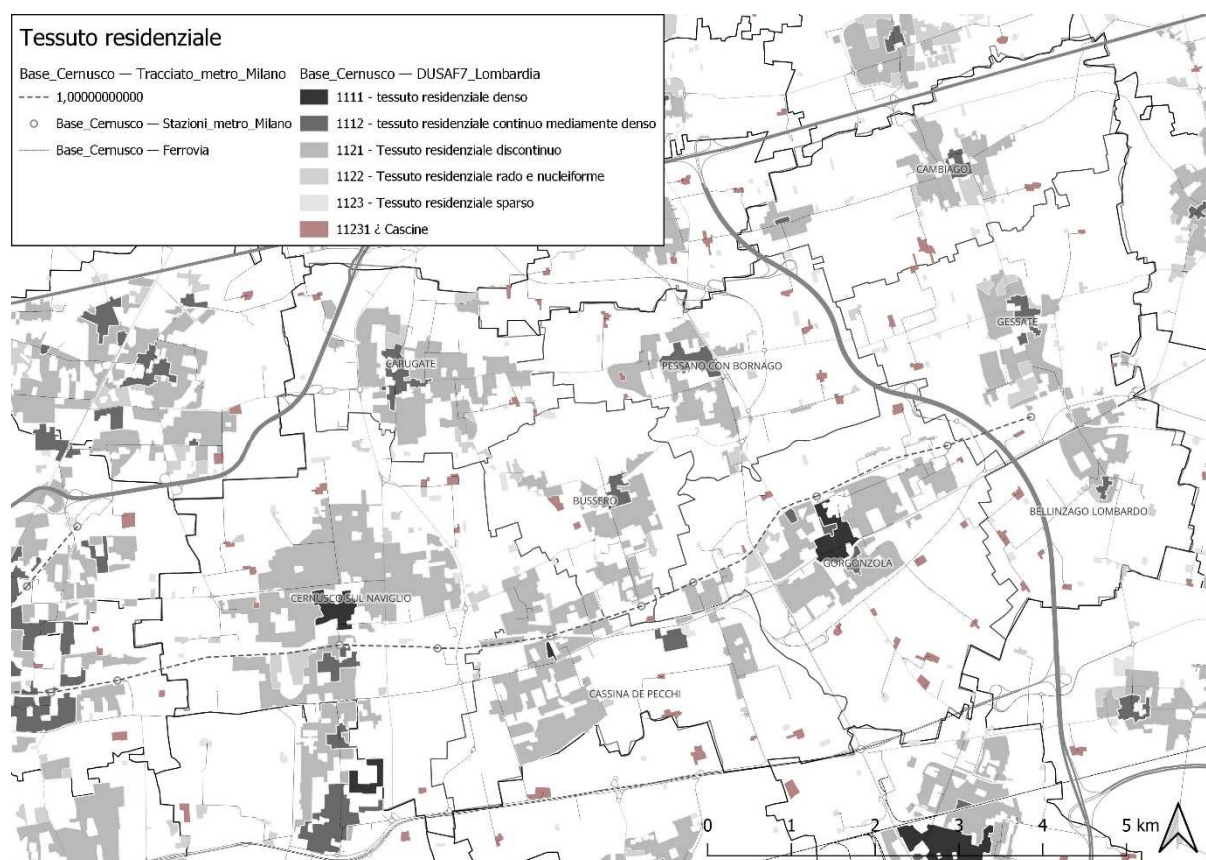 Tessuto residenziale
Base_Cernusco — Tracciato_metro_Milano
1,00000000000
Base_Cernusco — Stazioni_metro_Milano
Base_Cernusco — Ferrovia
Base_Cernusco — DUSAF7_Lombardia
1111 - tessuto residenziale denso
1112 - tessuto residenziale continuo mediamente denso
1121 - Tessuto residenziale discontinuo
1122 - Tessuto residenziale rado e nucleiforme
1123 - Tessuto residenziale sparso
11231 ¿ Cascine
CAMBIAGO
GESSATE
CARUGATE
PESSANO CON BORNAGO
BUSSERO
BELLINZAGO LOMBARDO
GORGONZOLA
CERNUSCO SUL NAVIGLIO
CASSINA DE PECCHI
0 1 2 3 4 5 km